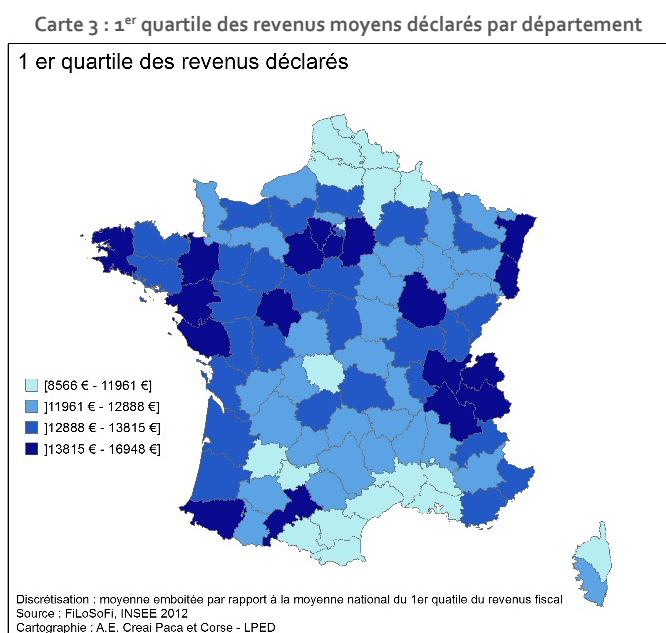 Carte 3 : 1er quartile des revenus moyens déclarés par département
1 er quartile des revenus déclarés
[8566 € - 11961 €]
]11961 € - 12888 €]
]12888 € - 13815 €]
]13815 € - 16948 €]
Discrétisation : moyenne emboitée par rapport à la moyenne national du 1er quatile du revenus fiscal
Source : FiLoSoFi, INSEE 2012
Cartographie : A.E. Creai Paca et Corse - LPED